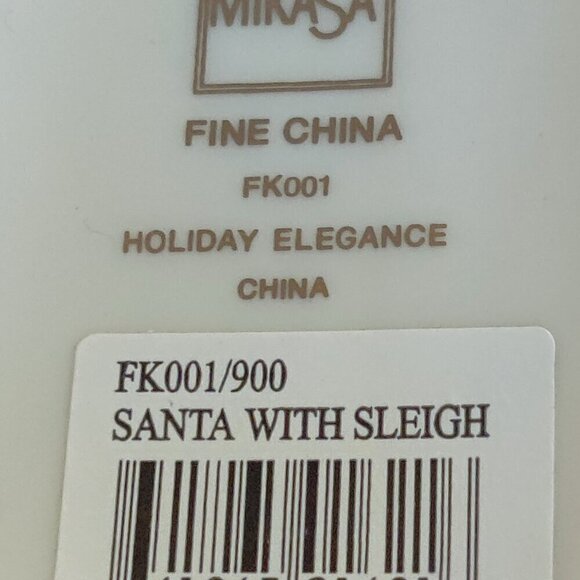 MIKASA
FINE CHINA
FK001
HOLIDAY ELEGANCE
CHINA
FK001/900
SANTA WITH SLEIGH